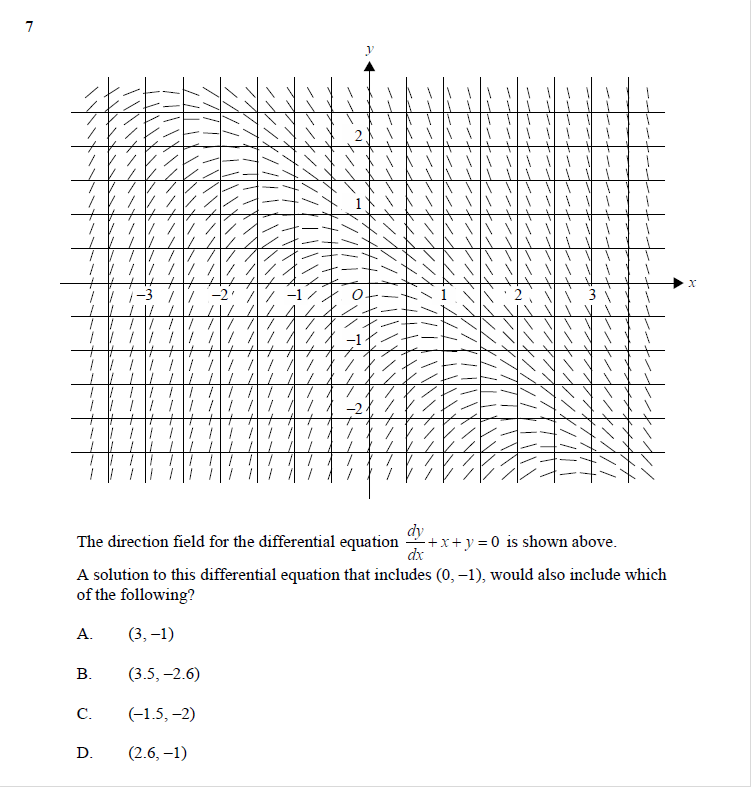 7
y
2
1
−3 −2 −1 O 1 2 3 x
−1
−2
The direction field for the differential equation dy/dx + x + y = 0 is shown above.
A solution to this differential equation that includes (0, −1), would also include which
of the following?
A. (3, −1)
B. (3.5, −2.6)
C. (−1.5, −2)
D. (2.6, −1)